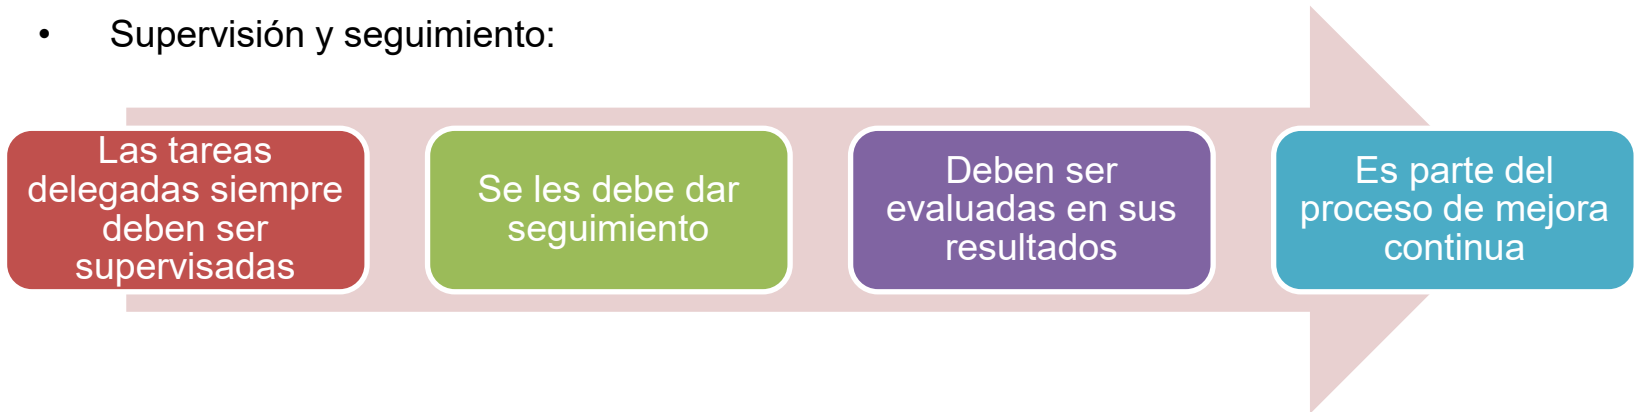 • Supervisión y seguimiento:
Las tareas
delegadas siempre
deben ser
supervisadas
Se les debe dar
seguimiento
Deben ser
evaluadas en sus
resultados
Es parte del
proceso de mejora
continua